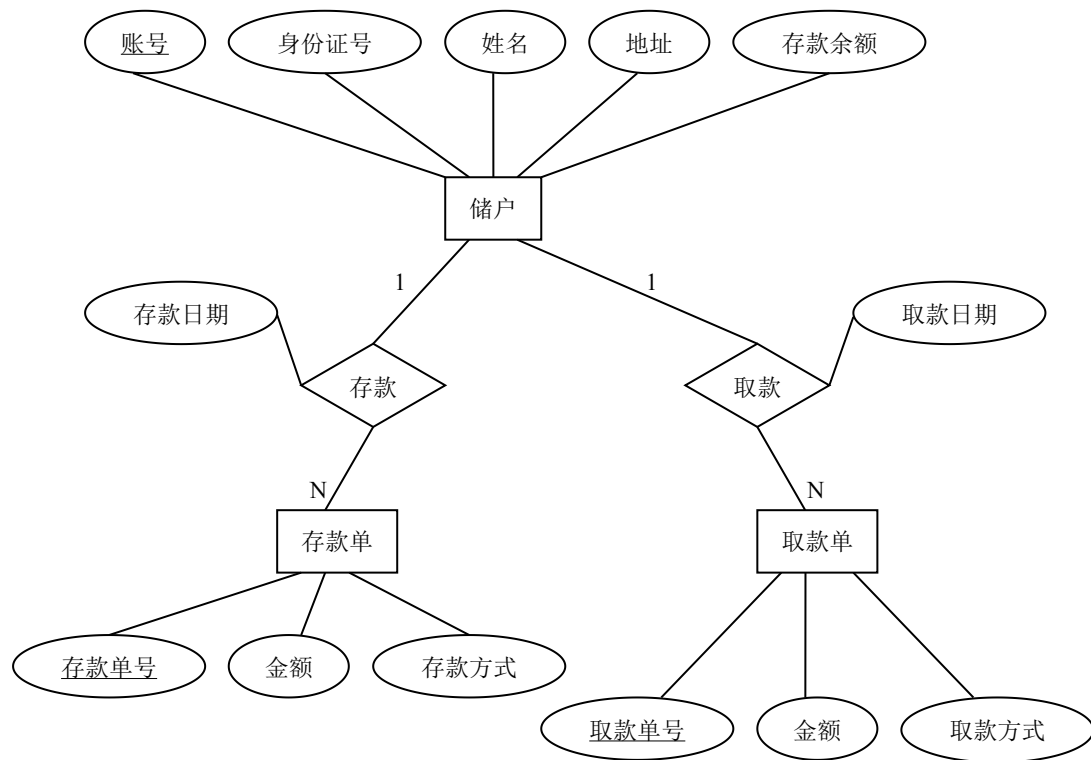 账号
身份证号
姓名
地址
存款余额
储户
1
1
存款日期
取款日期
存款
取款
N
N
存款单
取款单
存款单号
金额
存款方式
取款单号
金额
取款方式